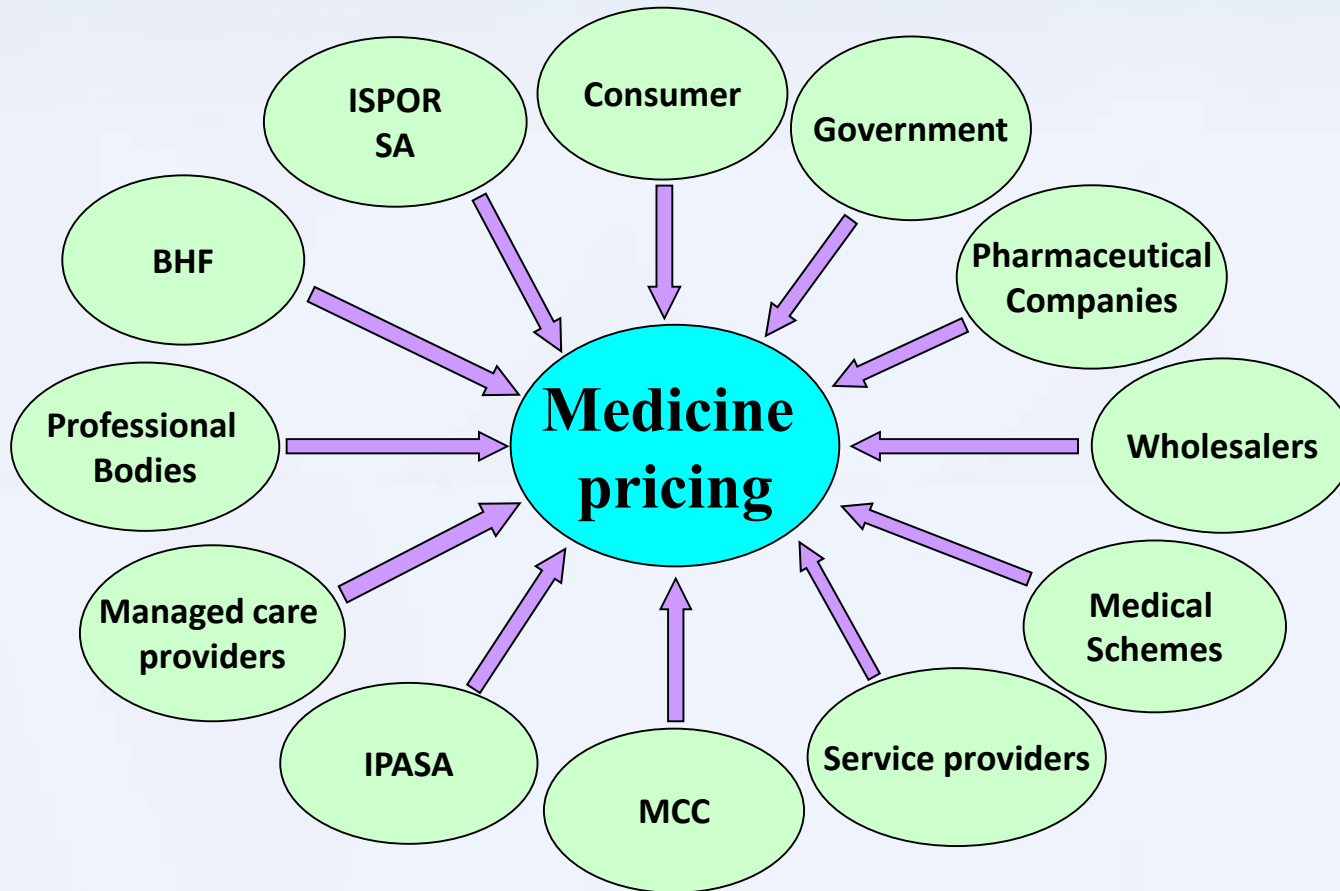 ISPOR
SA
Consumer
Government
BHF
Pharmaceutical
Companies
Medicine
pricing
Professional
Bodies
Wholesalers
Managed care
providers
Medical
Schemes
IPASA
MCC
Service providers